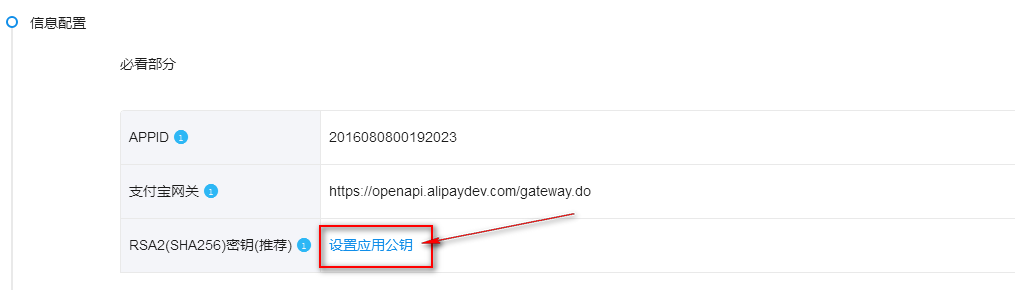 信息配置
必看部分
APPID
2016080800192023
支付宝网关
https://openapi.alipaydev.com/gateway.do
RSA2(SHA256)密钥(推荐)
设置应用公钥